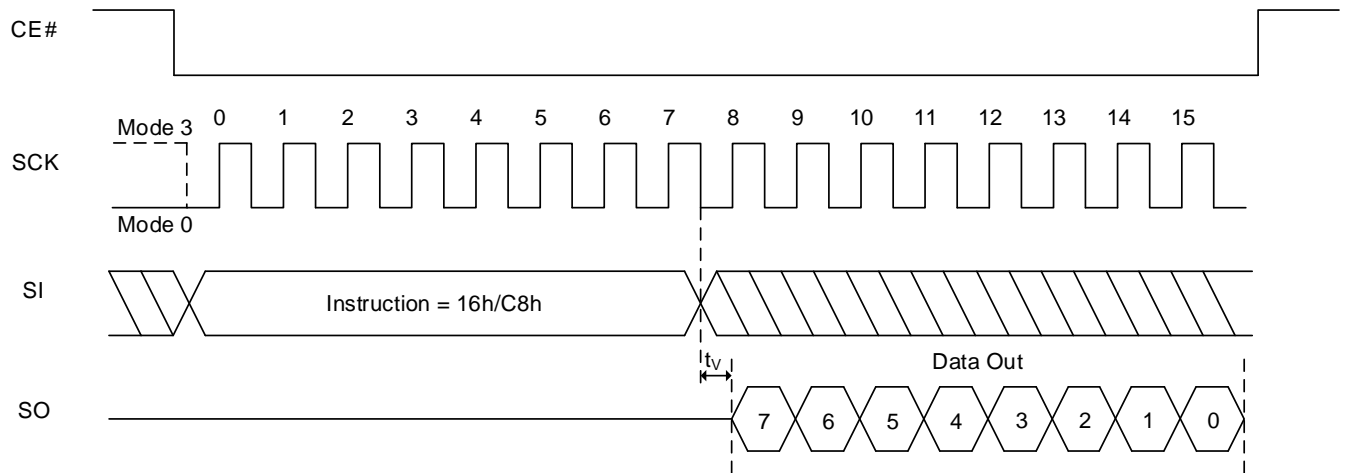 CE#
Mode 3 0 1 2 3 4 5 6 7 8 9 10 11 12 13 14 15
SCK
Mode 0
SI
Instruction = 16h/C8h
tV Data Out
SO
7 6 5 4 3 2 1 0